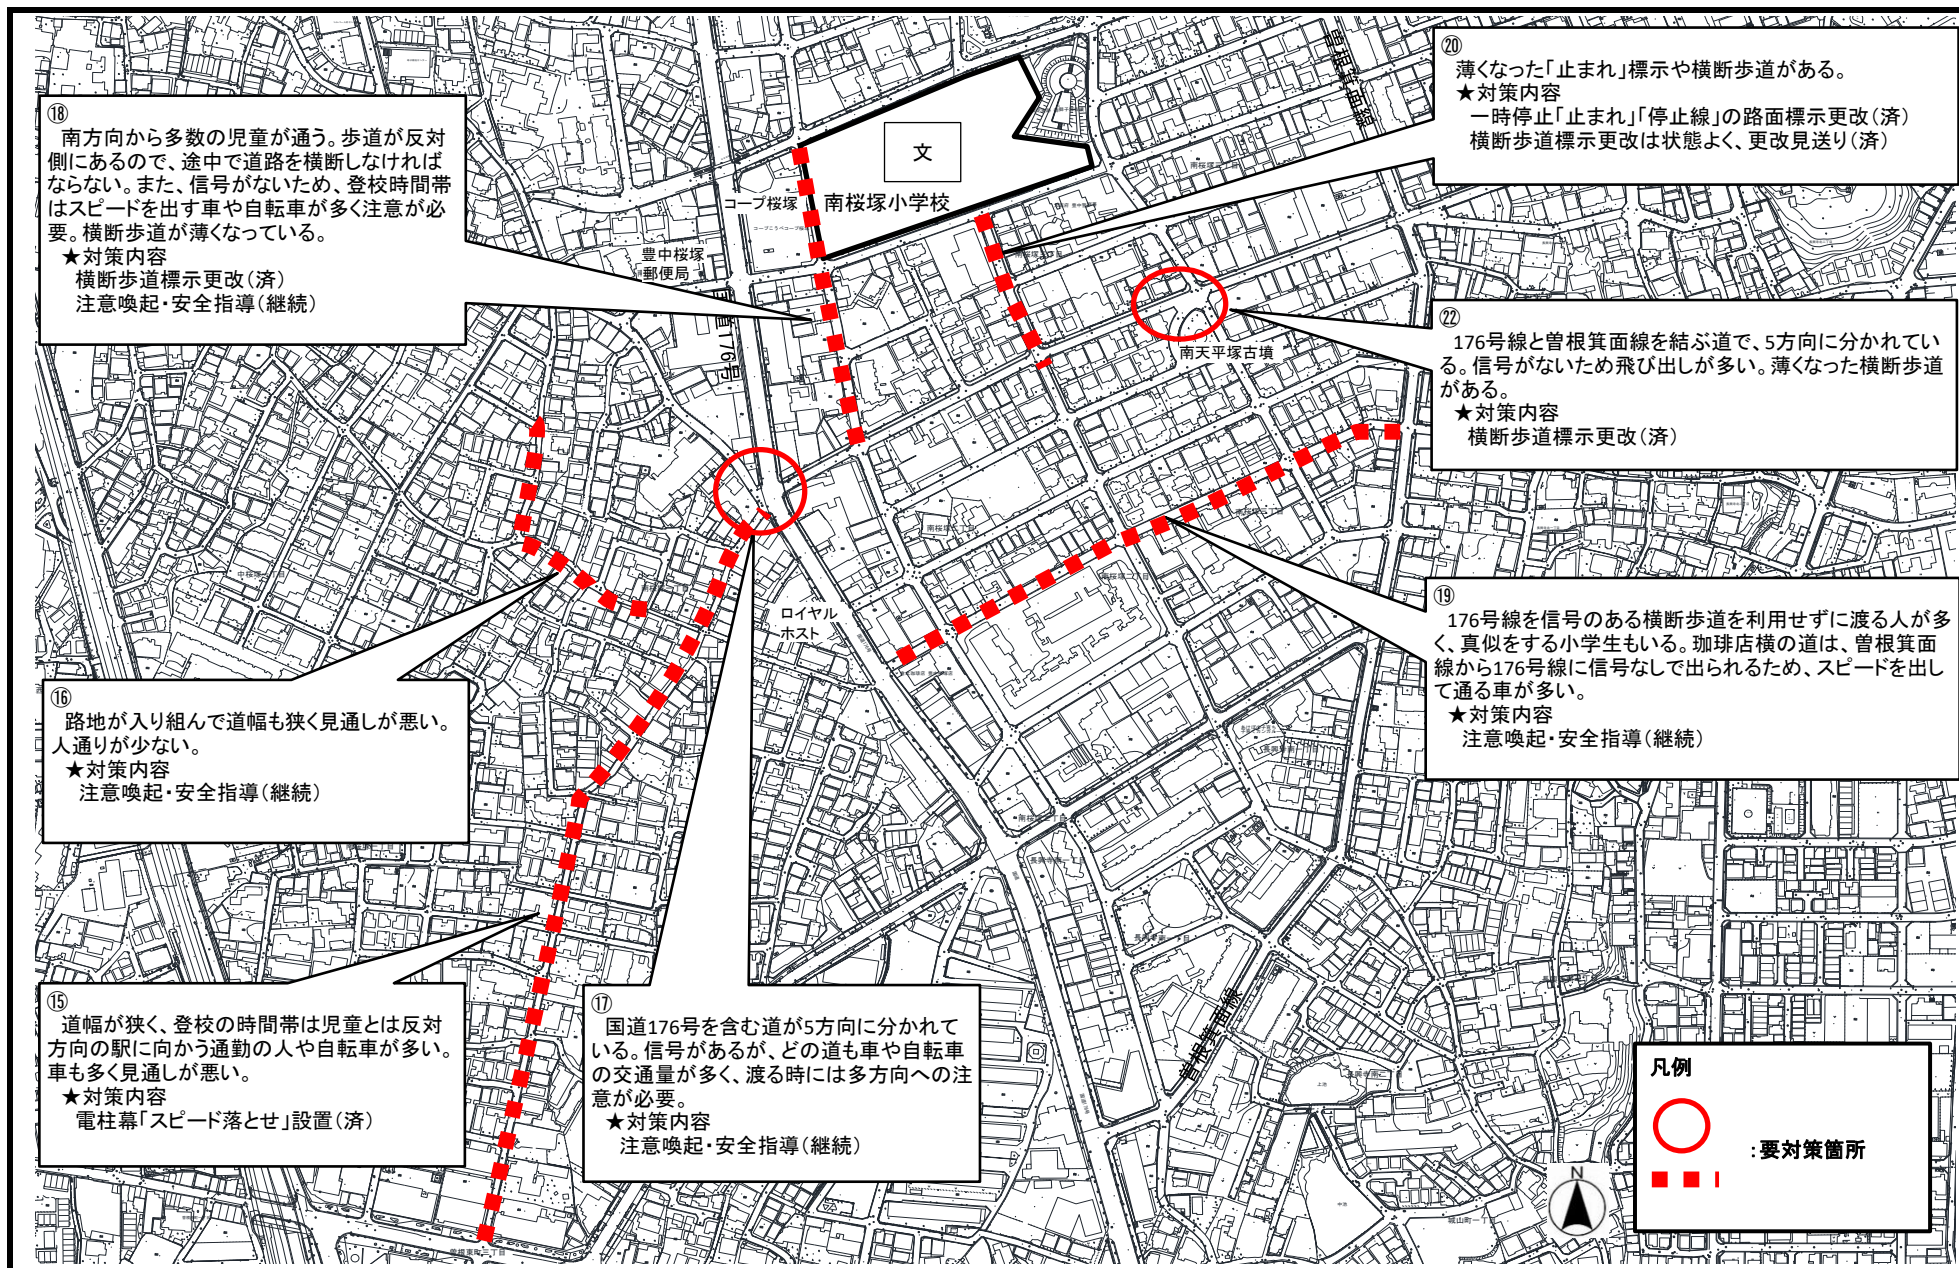 ⑱
南方向から多数の児童が通う。歩道が反対
側にあるので、途中で道路を横断しなければ
ならない。また、信号がないため、登校時間帯
はスピードを出す車や自転車が多く注意が必
要。横断歩道が薄くなっている。
★対策内容
横断歩道標示更改(済)
注意喚起・安全指導(継続)
⑳
薄くなった「止まれ」標示や横断歩道がある。
★対策内容
一時停止「止まれ」「停止線」の路面標示更改(済)
横断歩道標示更改は状態よく、更改見送り(済)
文
コープ桜塚
南桜塚小学校
豊中桜塚
郵便局
国道176号
曽根箕面線
南天平塚古墳
㉒
176号線と曽根箕面線を結ぶ道で、5方向に分かれてい
る。信号がないため飛び出しが多い。薄くなった横断歩道
がある。
★対策内容
横断歩道標示更改(済)
ロイヤル
ホスト
⑲
176号線を信号のある横断歩道を利用せずに渡る人が多
く、真似をする小学生もいる。珈琲店横の道は、曽根箕面
線から176号線に信号なしで出られるため、スピードを出し
て通る車が多い。
★対策内容
注意喚起・安全指導(継続)
⑯
路地が入り組んで道幅も狭く見通しが悪い。
人通りが少ない。
★対策内容
注意喚起・安全指導(継続)
⑮
道幅が狭く、登校の時間帯は児童とは反対
方向の駅に向かう通勤の人や自転車が多い。
車も多く見通しが悪い。
★対策内容
電柱幕「スピード落とせ」設置(済)
⑰
国道176号を含む道が5方向に分かれて
いる。信号があるが、どの道も車や自転車
の交通量が多く、渡る時には多方向への注
意が必要。
★対策内容
注意喚起・安全指導(継続)
曽根箕面線
凡例
:要対策箇所
N